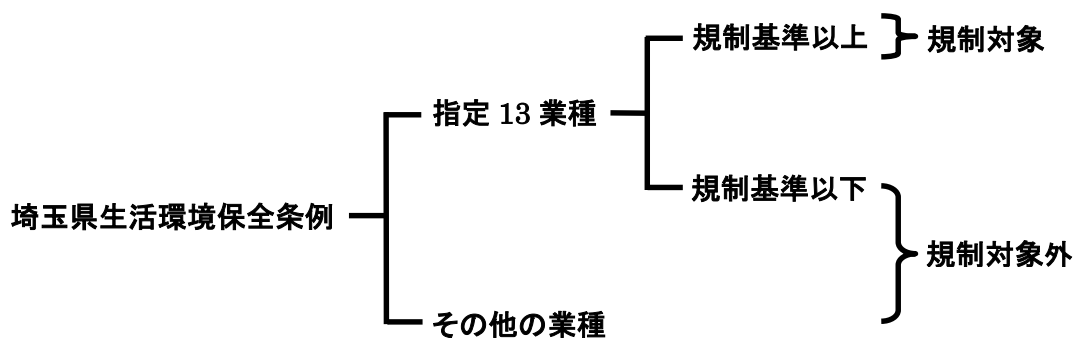 規制基準以上
規制対象
指定 13 業種
規制基準以下
埼玉県生活環境保全条例
規制対象外
その他の業種